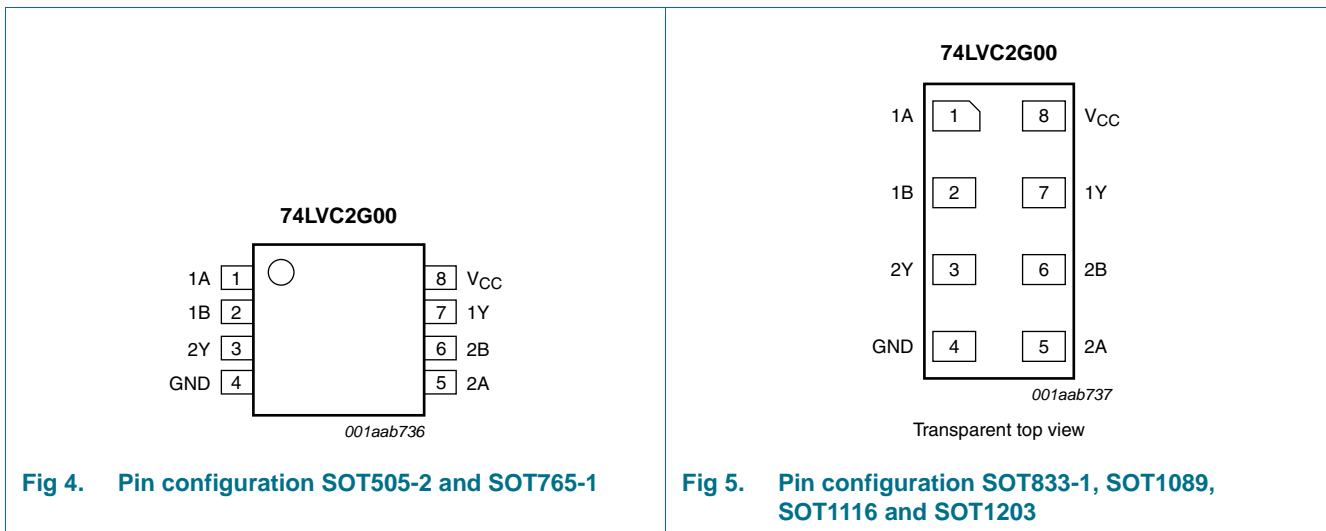 74LVC2G00
1A 1 8 VCC
1B 2 7 1Y
2Y 3 6 2B
GND 4 5 2A
001aab736
Fig 4. Pin configuration SOT505-2 and SOT765-1
74LVC2G00
1A 1 8 VCC
1B 2 7 1Y
2Y 3 6 2B
GND 4 5 2A
001aab737
Transparent top view
Fig 5. Pin configuration SOT833-1, SOT1089,
SOT1116 and SOT1203